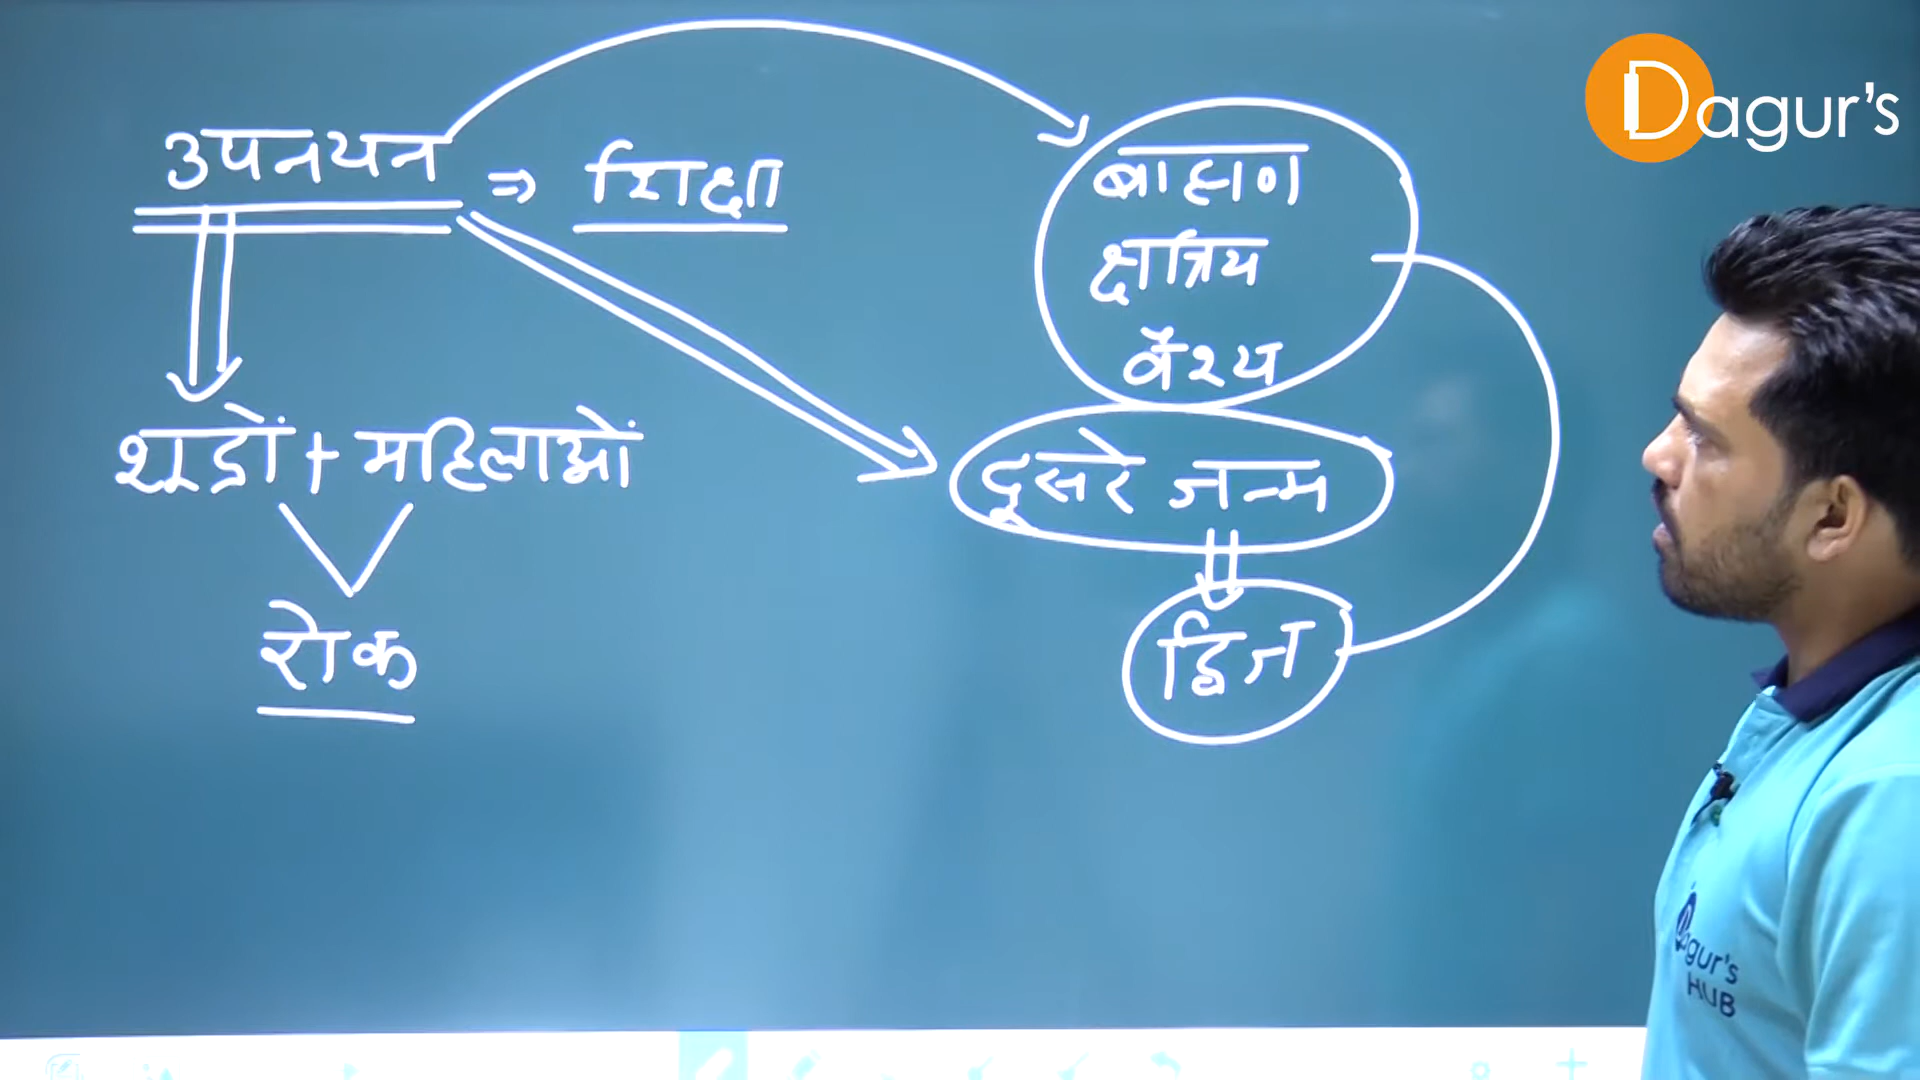 उपनयन ⇒ शिक्षा
ब्राह्मण
क्षत्रिय
वैश्य
शूद्रों + महिलाओं
दूसरे जन्म
रोक
द्विज
Dagur's
Dagur's
HUB